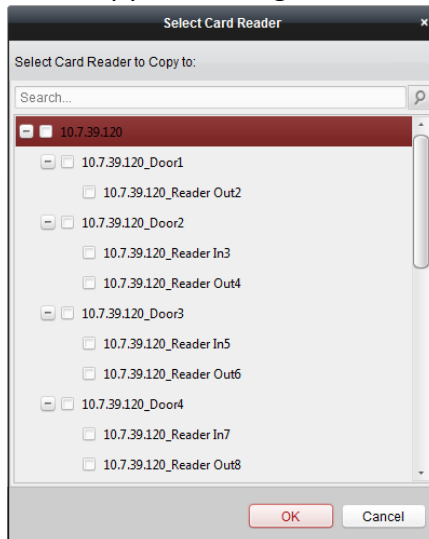 Select Card Reader
×
Select Card Reader to Copy to:
Search...
10.7.39.120
10.7.39.120_Door1
10.7.39.120_Reader Out2
10.7.39.120_Door2
10.7.39.120_Reader In3
10.7.39.120_Reader Out4
10.7.39.120_Door3
10.7.39.120_Reader In5
10.7.39.120_Reader Out6
10.7.39.120_Door4
10.7.39.120_Reader In7
10.7.39.120_Reader Out8
OK Cancel